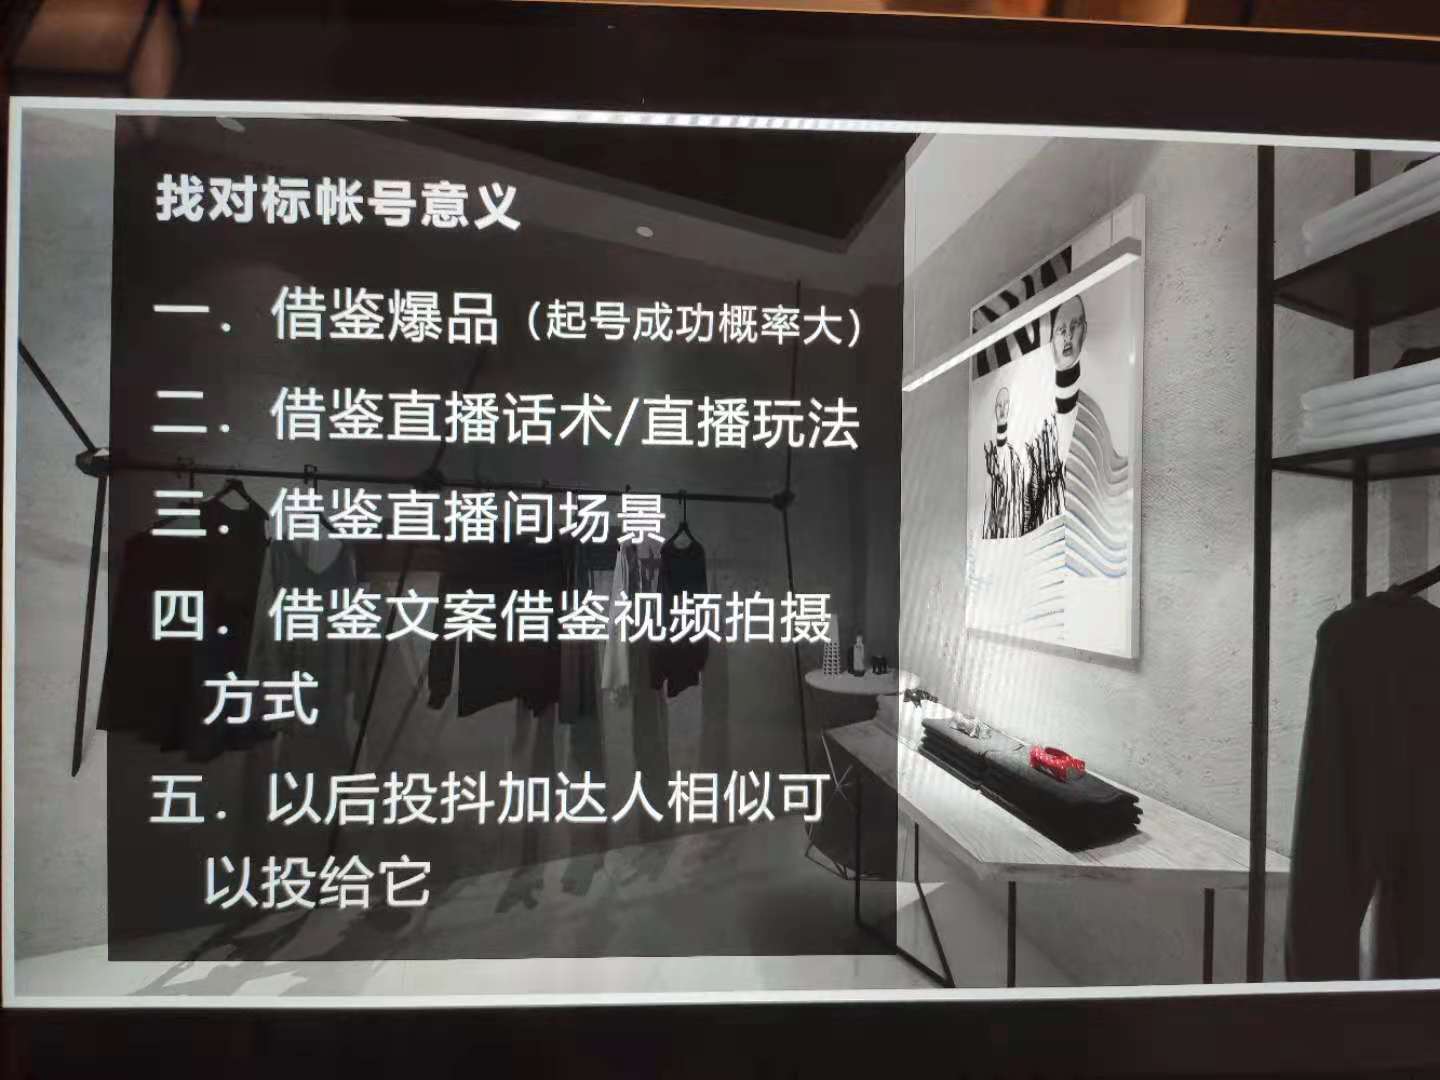 找对标帐号意义
一．借鉴爆品（起号成功概率大）
二．借鉴直播话术/直播玩法
三．借鉴直播间场景
四．借鉴文案借鉴视频拍摄
方式
五．以后投抖加达人相似可
以投给它